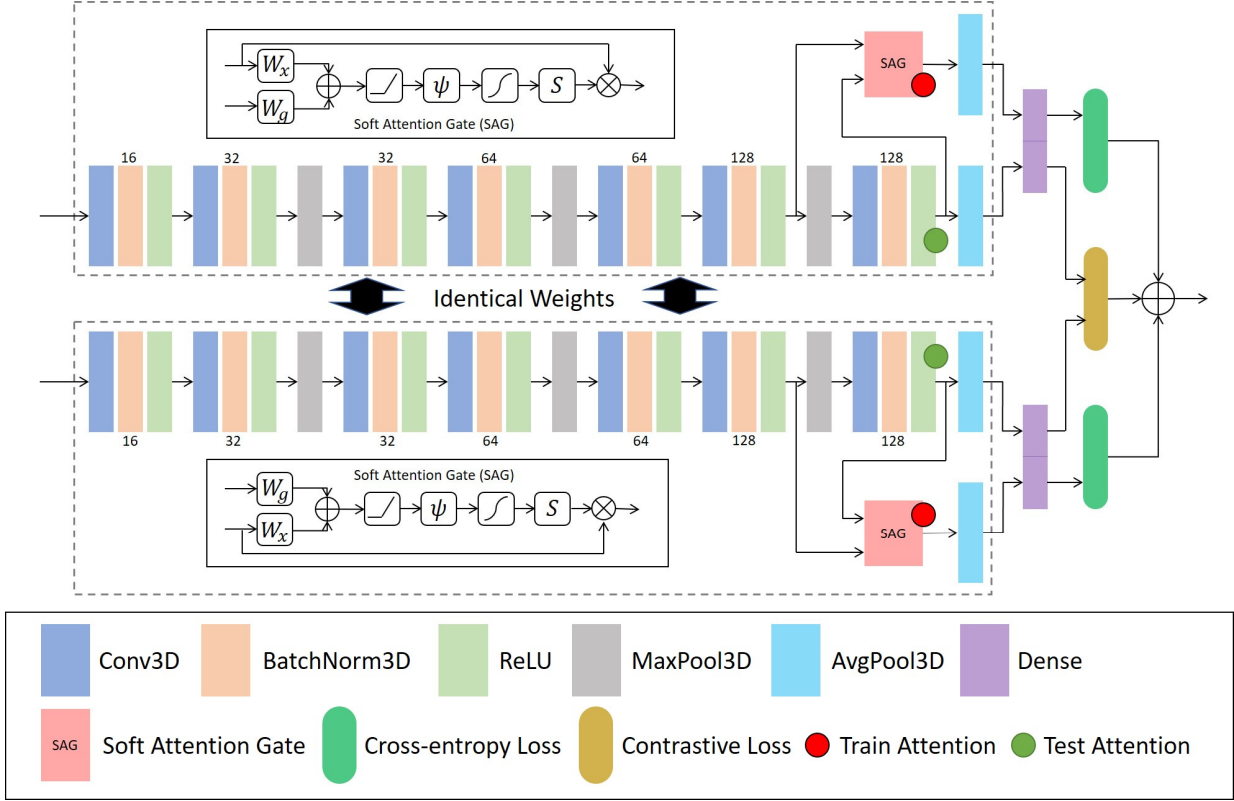 W_x
W_g
ψ
S
Soft Attention Gate (SAG)
SAG
16
32
32
64
64
128
128
Identical Weights
16
32
32
64
64
128
128
Soft Attention Gate (SAG)
W_g
W_x
ψ
S
SAG
Conv3D
BatchNorm3D
ReLU
MaxPool3D
AvgPool3D
Dense
SAG
Soft Attention Gate
Cross-entropy Loss
Contrastive Loss
Train Attention
Test Attention